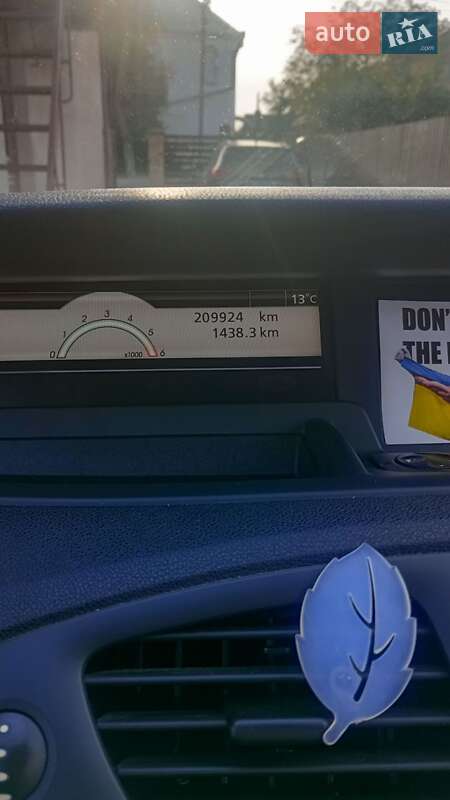 auto RIA
.com
13°C
209924 km
1438.3 km
0 1 2 3 4 5 6
x1000
DON'
THE